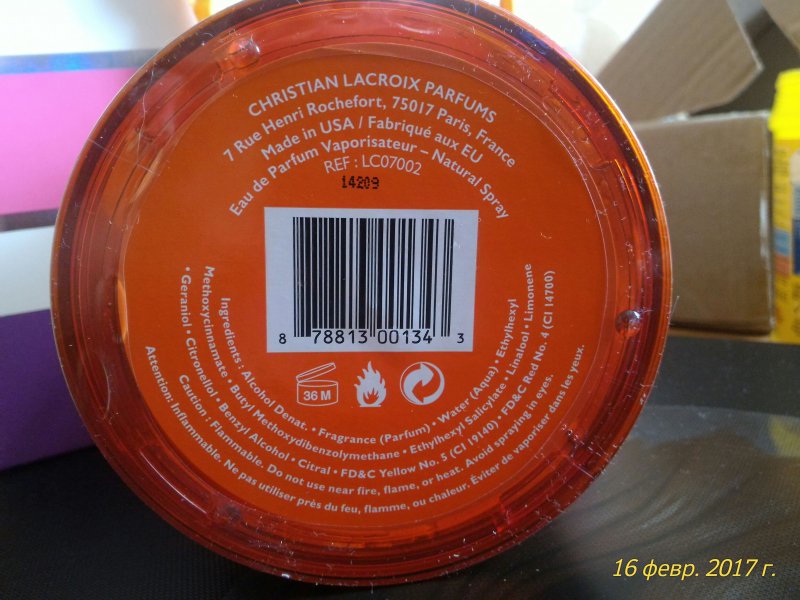 CHRISTIAN LACROIX PARFUMS
7 Rue Henri Rochefort, 75017 Paris, France
Made in USA / Fabriqué aux EU
Eau de Parfum Vaporisateur – Natural Spray
REF : LC07002
14209
8 78813 00134 3
36 M
Ingredients : Alcohol Denat. • Fragrance (Parfum) • Water (Aqua) • Ethylhexyl
Methoxycinnamate • Butyl Methoxydibenzolymethane • Ethylhexyl Salicylate • Linalool • Limonene
• Geraniol • Citronellol • Benzyl Alcohol • Citral • FD&C Yellow No. 5 (CI 19140) • FD&C Red No. 4 (CI 14700)
Caution : Flammable. Do not use near fire, flame, or heat. Avoid spraying in eyes.
Attention: Inflammable. Ne pas utiliser près du feu, flamme, ou chaleur. Éviter de vaporiser dans les yeux.
16 февр. 2017 г.